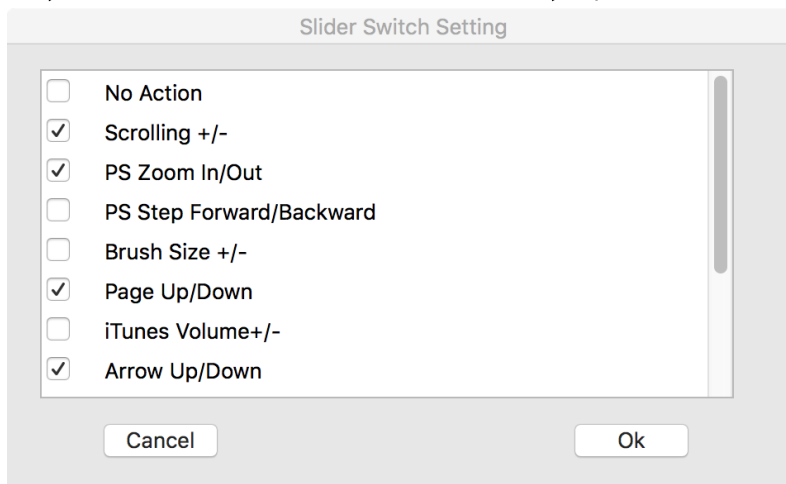 Slider Switch Setting
No Action
Scrolling +/-
PS Zoom In/Out
PS Step Forward/Backward
Brush Size +/-
Page Up/Down
iTunes Volume+/-
Arrow Up/Down
Cancel
Ok